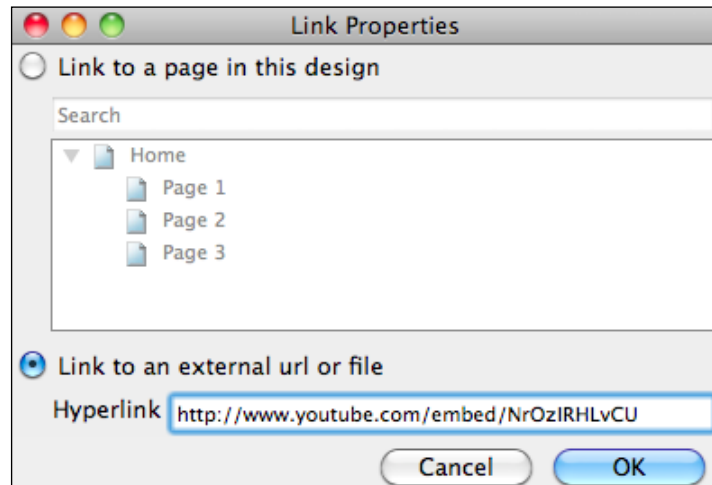 Link Properties
Link to a page in this design
Search
Home
Page 1
Page 2
Page 3
Link to an external url or file
Hyperlink http://www.youtube.com/embed/NrOzIRHLvCU
Cancel OK